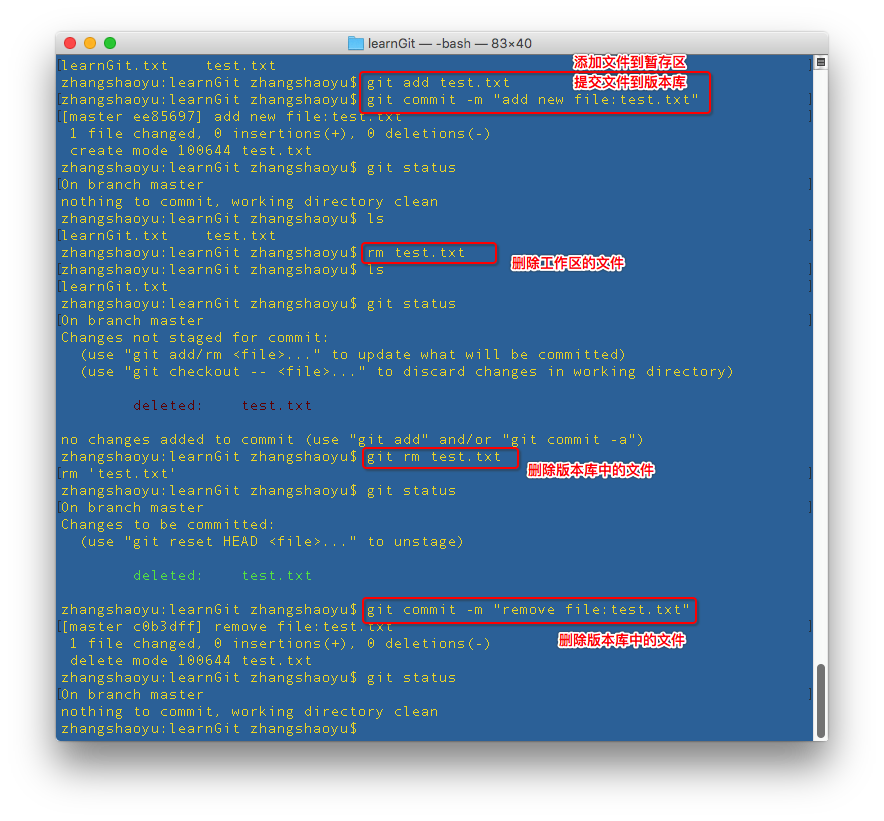 learnGit — -bash — 83×40
[learnGit.txt    test.txt ]
添加文件到暂存区
zhangshaoyu:learnGit zhangshaoyu$ git add test.txt
提交文件到版本库
[zhangshaoyu:learnGit zhangshaoyu$ git commit -m "add new file:test.txt" ]
[[master ee85697] add new file:test.txt ]
 1 file changed, 0 insertions(+), 0 deletions(-)
 create mode 100644 test.txt
zhangshaoyu:learnGit zhangshaoyu$ git status
[On branch master ]
nothing to commit, working directory clean
zhangshaoyu:learnGit zhangshaoyu$ ls
[learnGit.txt    test.txt ]
zhangshaoyu:learnGit zhangshaoyu$ rm test.txt
删除工作区的文件
[zhangshaoyu:learnGit zhangshaoyu$ ls ]
[learnGit.txt ]
zhangshaoyu:learnGit zhangshaoyu$ git status
[On branch master ]
Changes not staged for commit:
  (use "git add/rm <file>..." to update what will be committed)
  (use "git checkout -- <file>..." to discard changes in working directory)
deleted:    test.txt
no changes added to commit (use "git add" and/or "git commit -a")
zhangshaoyu:learnGit zhangshaoyu$ git rm test.txt
删除版本库中的文件
[rm 'test.txt' ]
zhangshaoyu:learnGit zhangshaoyu$ git status
[On branch master ]
Changes to be committed:
  (use "git reset HEAD <file>..." to unstage)
deleted:    test.txt
zhangshaoyu:learnGit zhangshaoyu$ git commit -m "remove file:test.txt"
[[master c0b3dff] remove file:test.txt ]
删除版本库中的文件
 1 file changed, 0 insertions(+), 0 deletions(-)
 delete mode 100644 test.txt
zhangshaoyu:learnGit zhangshaoyu$ git status
[On branch master ]
nothing to commit, working directory clean
zhangshaoyu:learnGit zhangshaoyu$